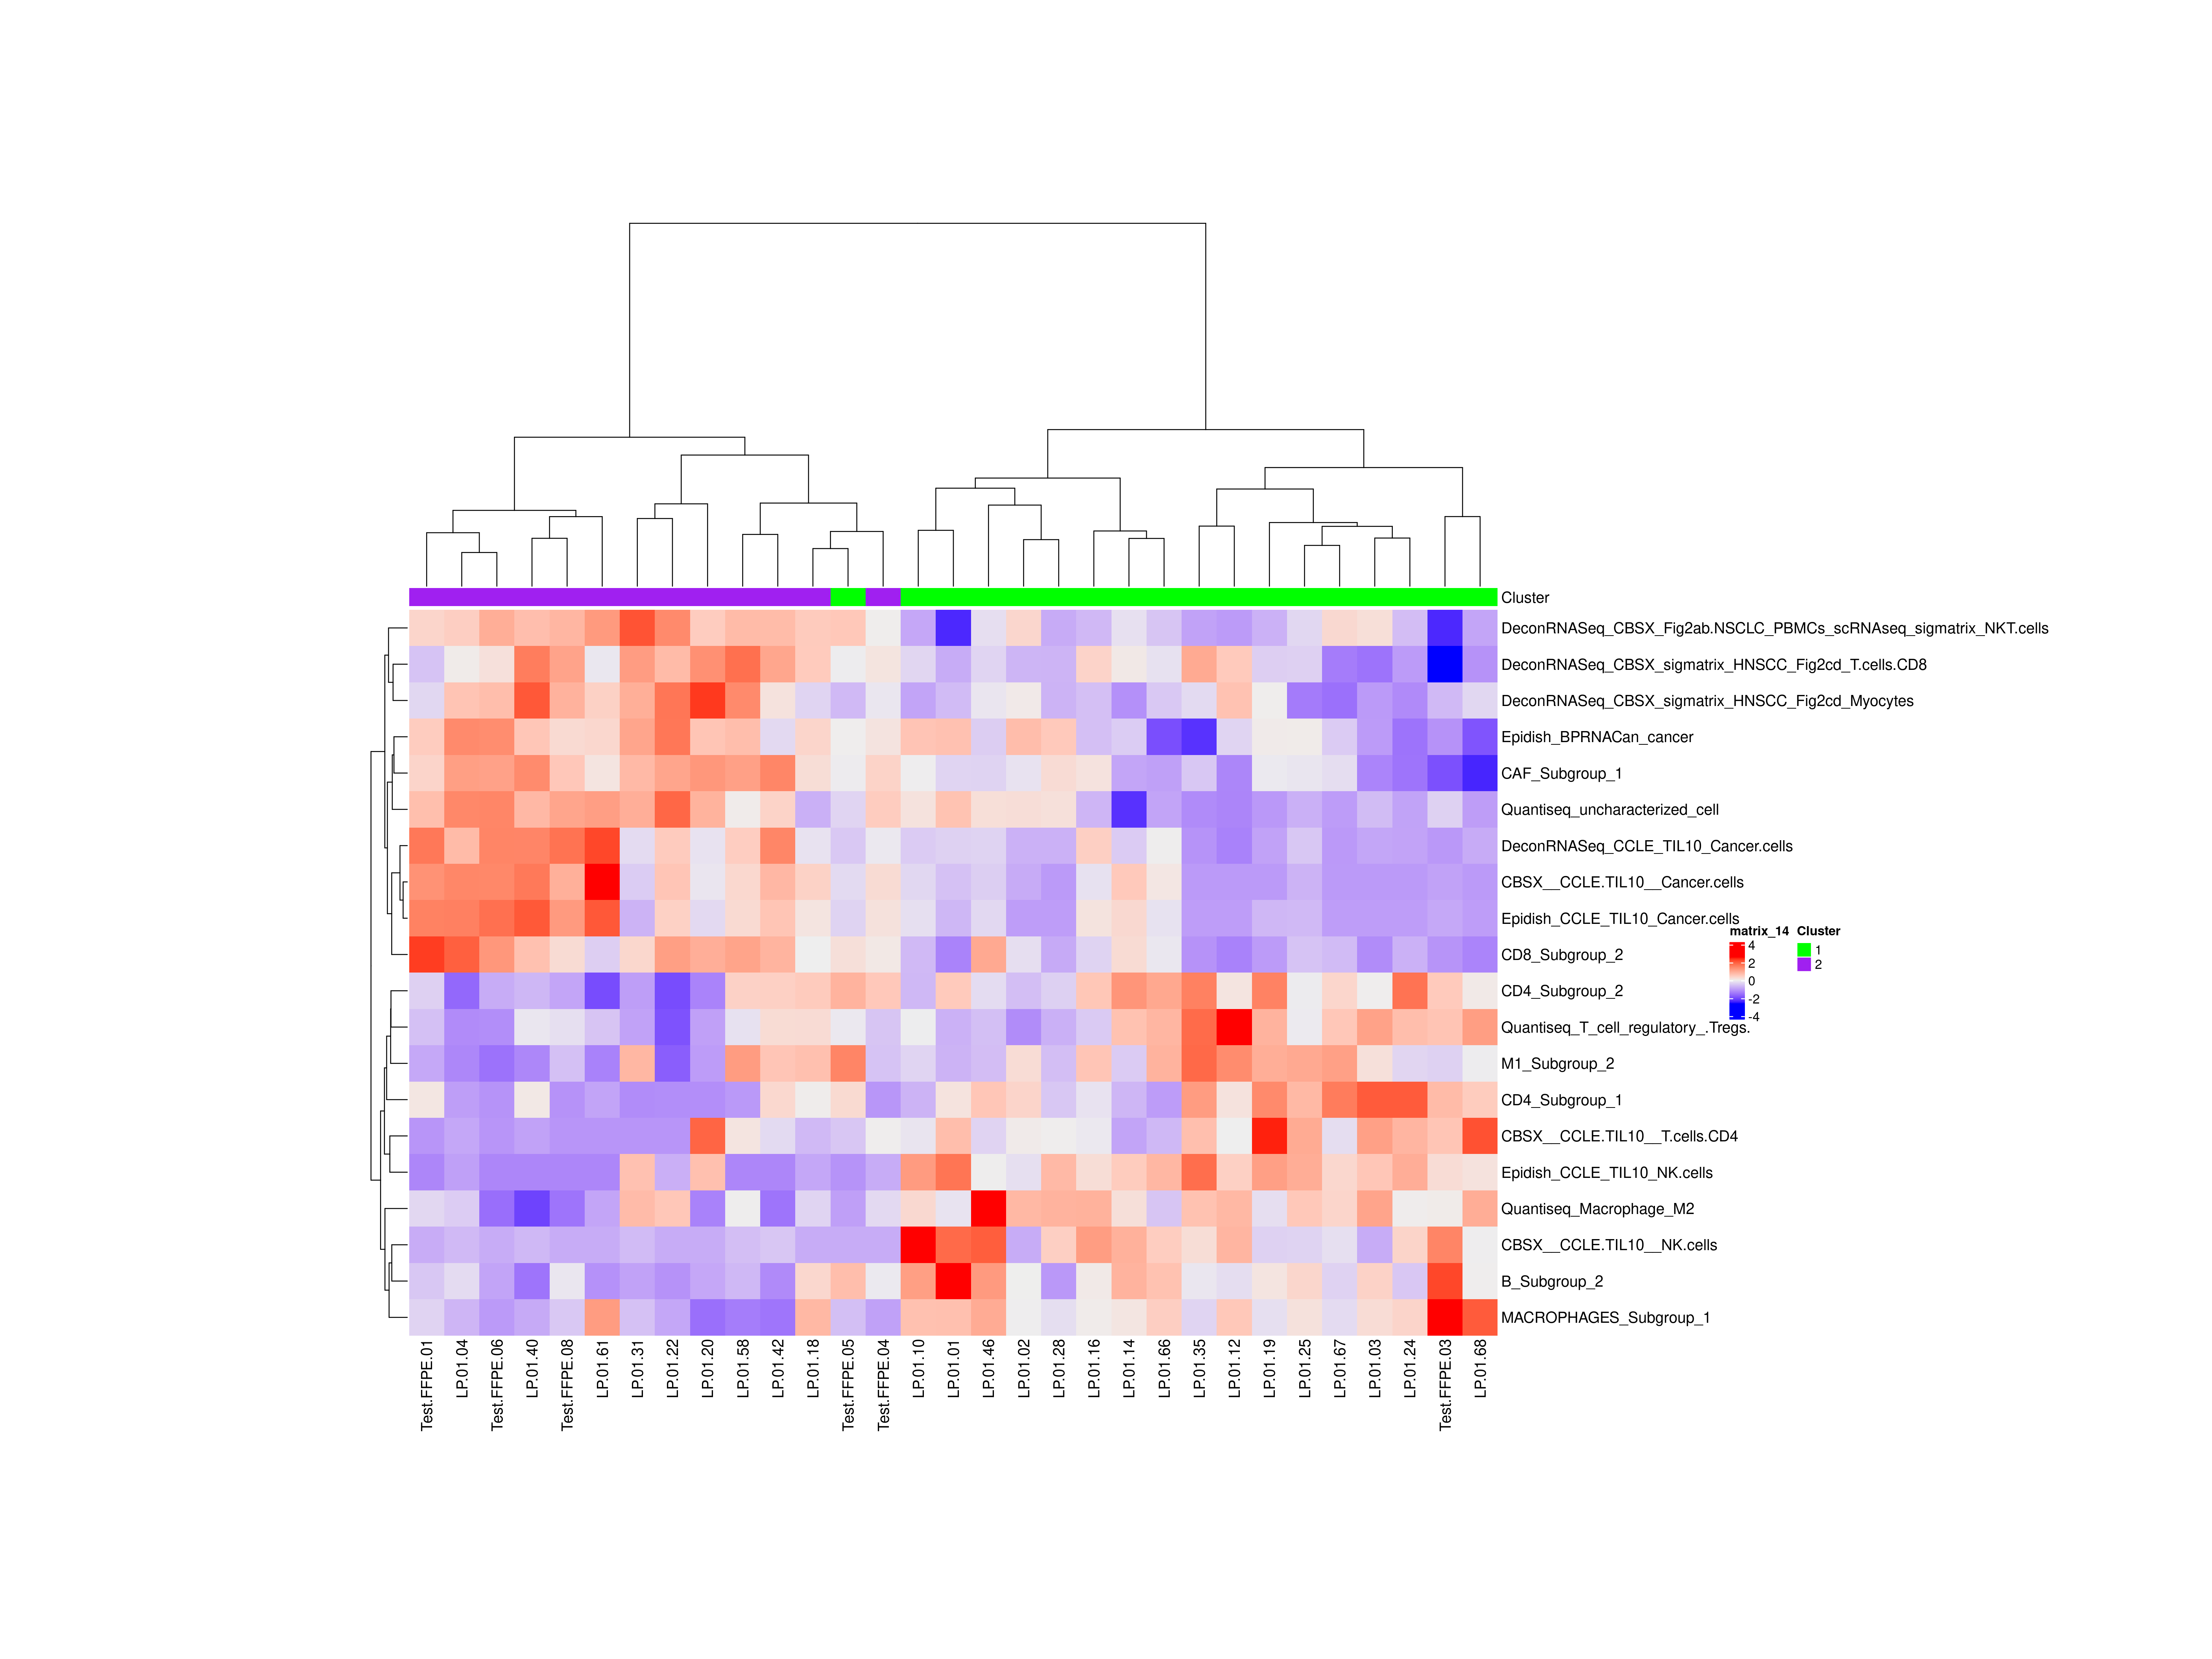 Cluster
DeconRNASeq_CBSX_Fig2ab.NSCLC_PBMCs_scRNAseq_sigmatrix_NKT.cells
DeconRNASeq_CBSX_sigmatrix_HNSCC_Fig2cd_T.cells.CD8
DeconRNASeq_CBSX_sigmatrix_HNSCC_Fig2cd_Myocytes
Epidish_BPRNACan_cancer
CAF_Subgroup_1
Quantiseq_uncharacterized_cell
DeconRNASeq_CCLE_TIL10_Cancer.cells
CBSX__CCLE.TIL10__Cancer.cells
Epidish_CCLE_TIL10_Cancer.cells
CD8_Subgroup_2
CD4_Subgroup_2
Quantiseq_T_cell_regulatory_.Tregs.
M1_Subgroup_2
CD4_Subgroup_1
CBSX__CCLE.TIL10__T.cells.CD4
Epidish_CCLE_TIL10_NK.cells
Quantiseq_Macrophage_M2
CBSX__CCLE.TIL10__NK.cells
B_Subgroup_2
MACROPHAGES_Subgroup_1
matrix_14
4
2
0
-2
-4
Cluster
1
2
Test.FFPE.01
LP.01.04
Test.FFPE.06
LP.01.40
Test.FFPE.08
LP.01.61
LP.01.31
LP.01.22
LP.01.20
LP.01.58
LP.01.42
LP.01.18
Test.FFPE.05
Test.FFPE.04
LP.01.10
LP.01.01
LP.01.46
LP.01.02
LP.01.28
LP.01.16
LP.01.14
LP.01.66
LP.01.35
LP.01.12
LP.01.19
LP.01.25
LP.01.67
LP.01.03
LP.01.24
Test.FFPE.03
LP.01.68